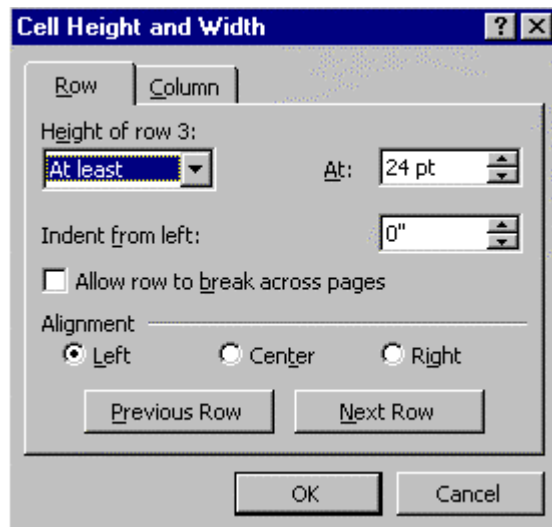 Cell Height and Width
Row Column
Height of row 3:
At least At: 24 pt
Indent from left: 0"
Allow row to break across pages
Alignment
Left Center Right
Previous Row Next Row
OK Cancel